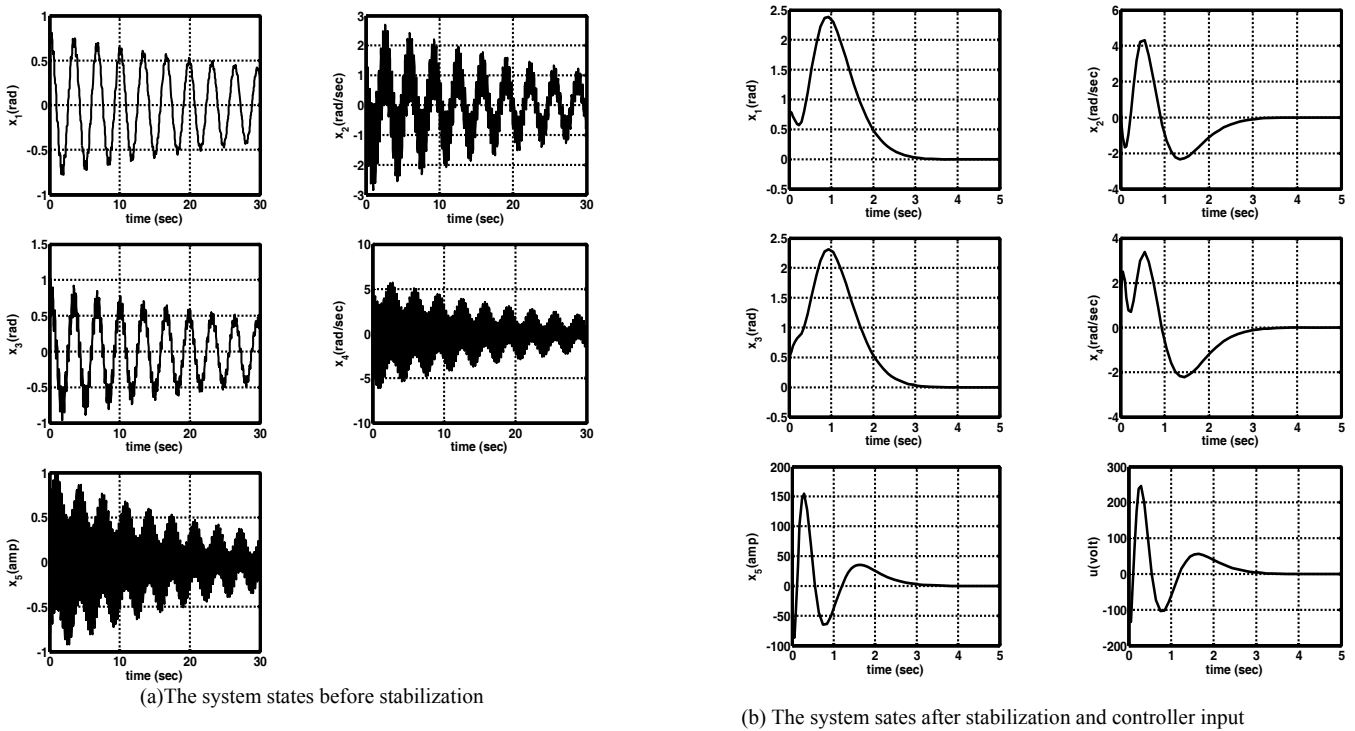 1
0.5
0
-0.5
-1
0 10 20 30
x1(rad)
time (sec)
3
2
1
0
-1
-2
-3
0 10 20 30
x2(rad/sec)
time (sec)
1.5
1
0.5
0
-0.5
-1
0 10 20 30
x3(rad)
time (sec)
10
5
0
-5
-10
0 10 20 30
x4(rad/sec)
time (sec)
1
0.5
0
-0.5
-1
0 10 20 30
x5(amp)
time (sec)
(a)The system states before stabilization
2.5
2
1.5
1
0.5
0
-0.5
0 1 2 3 4 5
x1(rad)
time (sec)
6
4
2
0
-2
-4
0 1 2 3 4 5
x2(rad/sec)
time (sec)
2.5
2
1.5
1
0.5
0
-0.5
0 1 2 3 4 5
x3(rad)
time (sec)
4
2
0
-2
-4
0 1 2 3 4 5
x4(rad/sec)
time (sec)
200
150
100
50
0
-50
-100
0 1 2 3 4 5
x5(amp)
time (sec)
300
200
100
0
-100
-200
0 1 2 3 4 5
u(volt)
time (sec)
(b) The system sates after stabilization and controller input